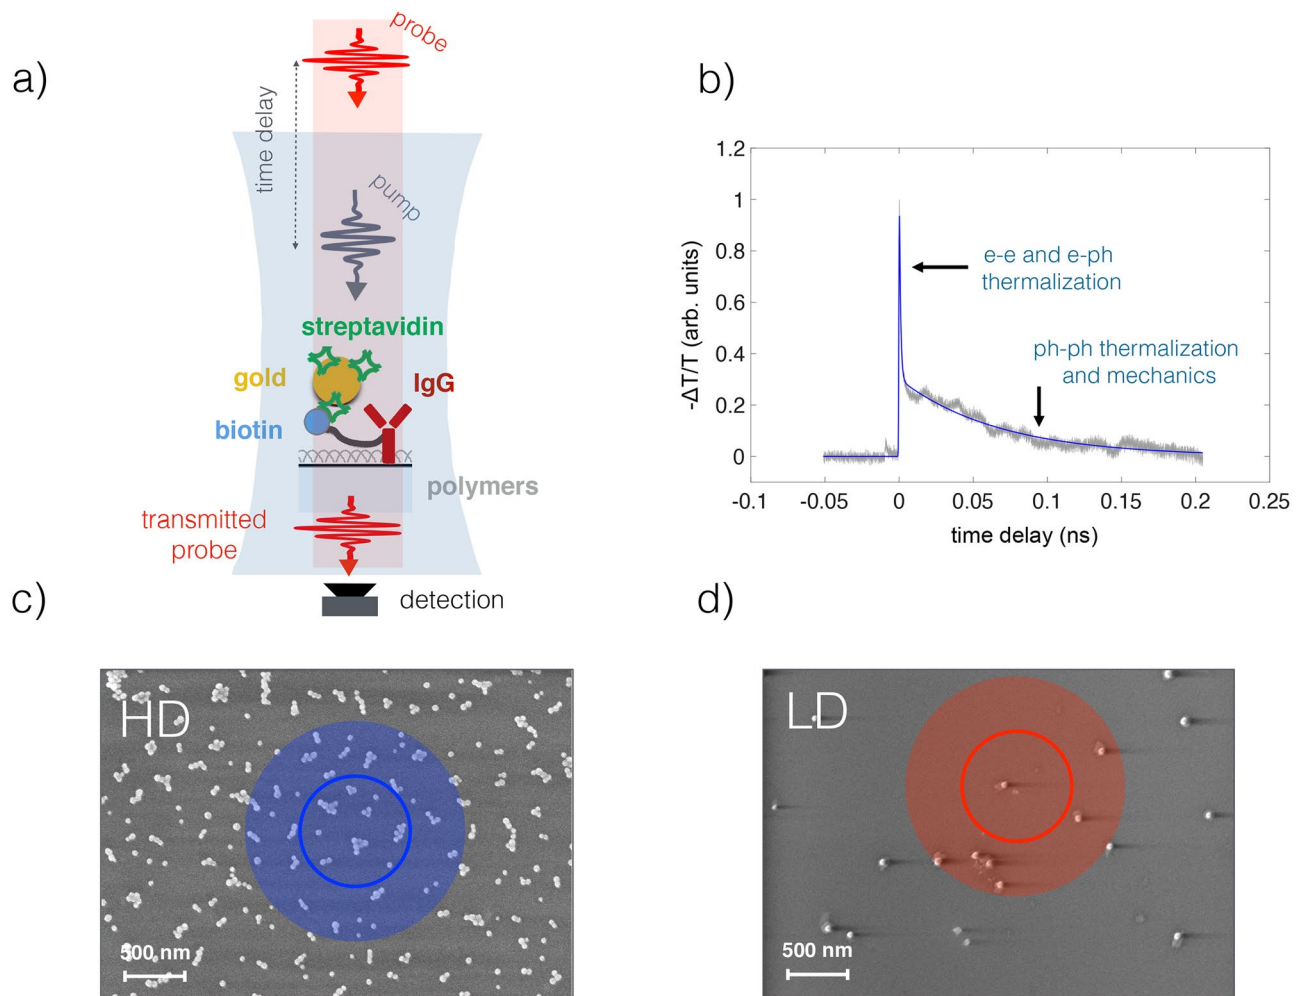 a)
probe
time delay
pump
streptavidin
gold
IgG
biotin
polymers
transmitted
probe
detection
b)
1.2
1
0.8
0.6
0.4
0.2
0
-ΔT/T (arb. units)
e-e and e-ph
thermalization
ph-ph thermalization
and mechanics
-0.1
-0.05
0
0.05
0.1
0.15
0.2
0.25
time delay (ns)
c)
HD
500 nm
d)
LD
500 nm